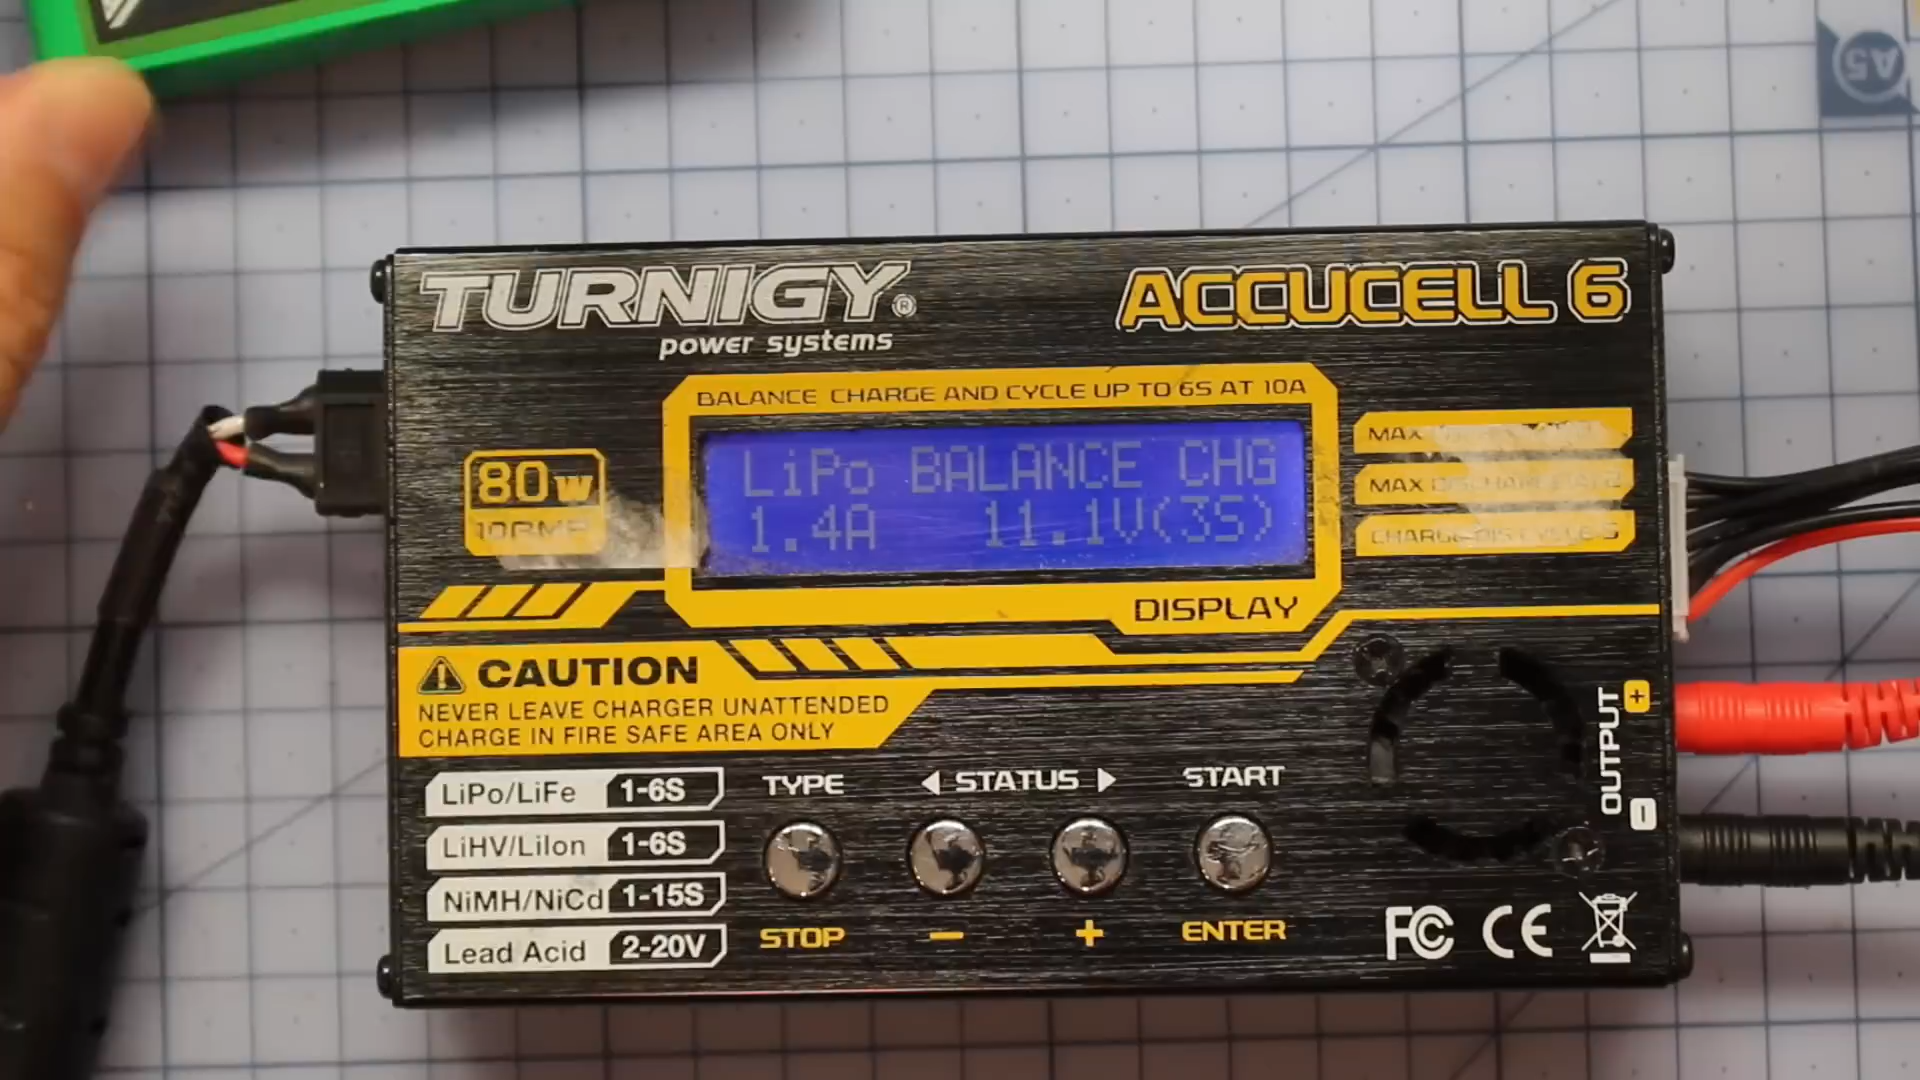 A5
TURNIGY®
power systems
ACCUCELL 6
BALANCE CHARGE AND CYCLE UP TO 6S AT 10A
LiPo BALANCE CHG
1.4A 11.1V(3S)
80W
MAX
MAX
DISPLAY
CAUTION
NEVER LEAVE CHARGER UNATTENDED
CHARGE IN FIRE SAFE AREA ONLY
OUTPUT
+
−
LiPo/LiFe 1-6S
LiHV/LiIon 1-6S
NiMH/NiCd 1-15S
Lead Acid 2-20V
TYPE
STATUS
START
STOP
−
+
ENTER
FC CE